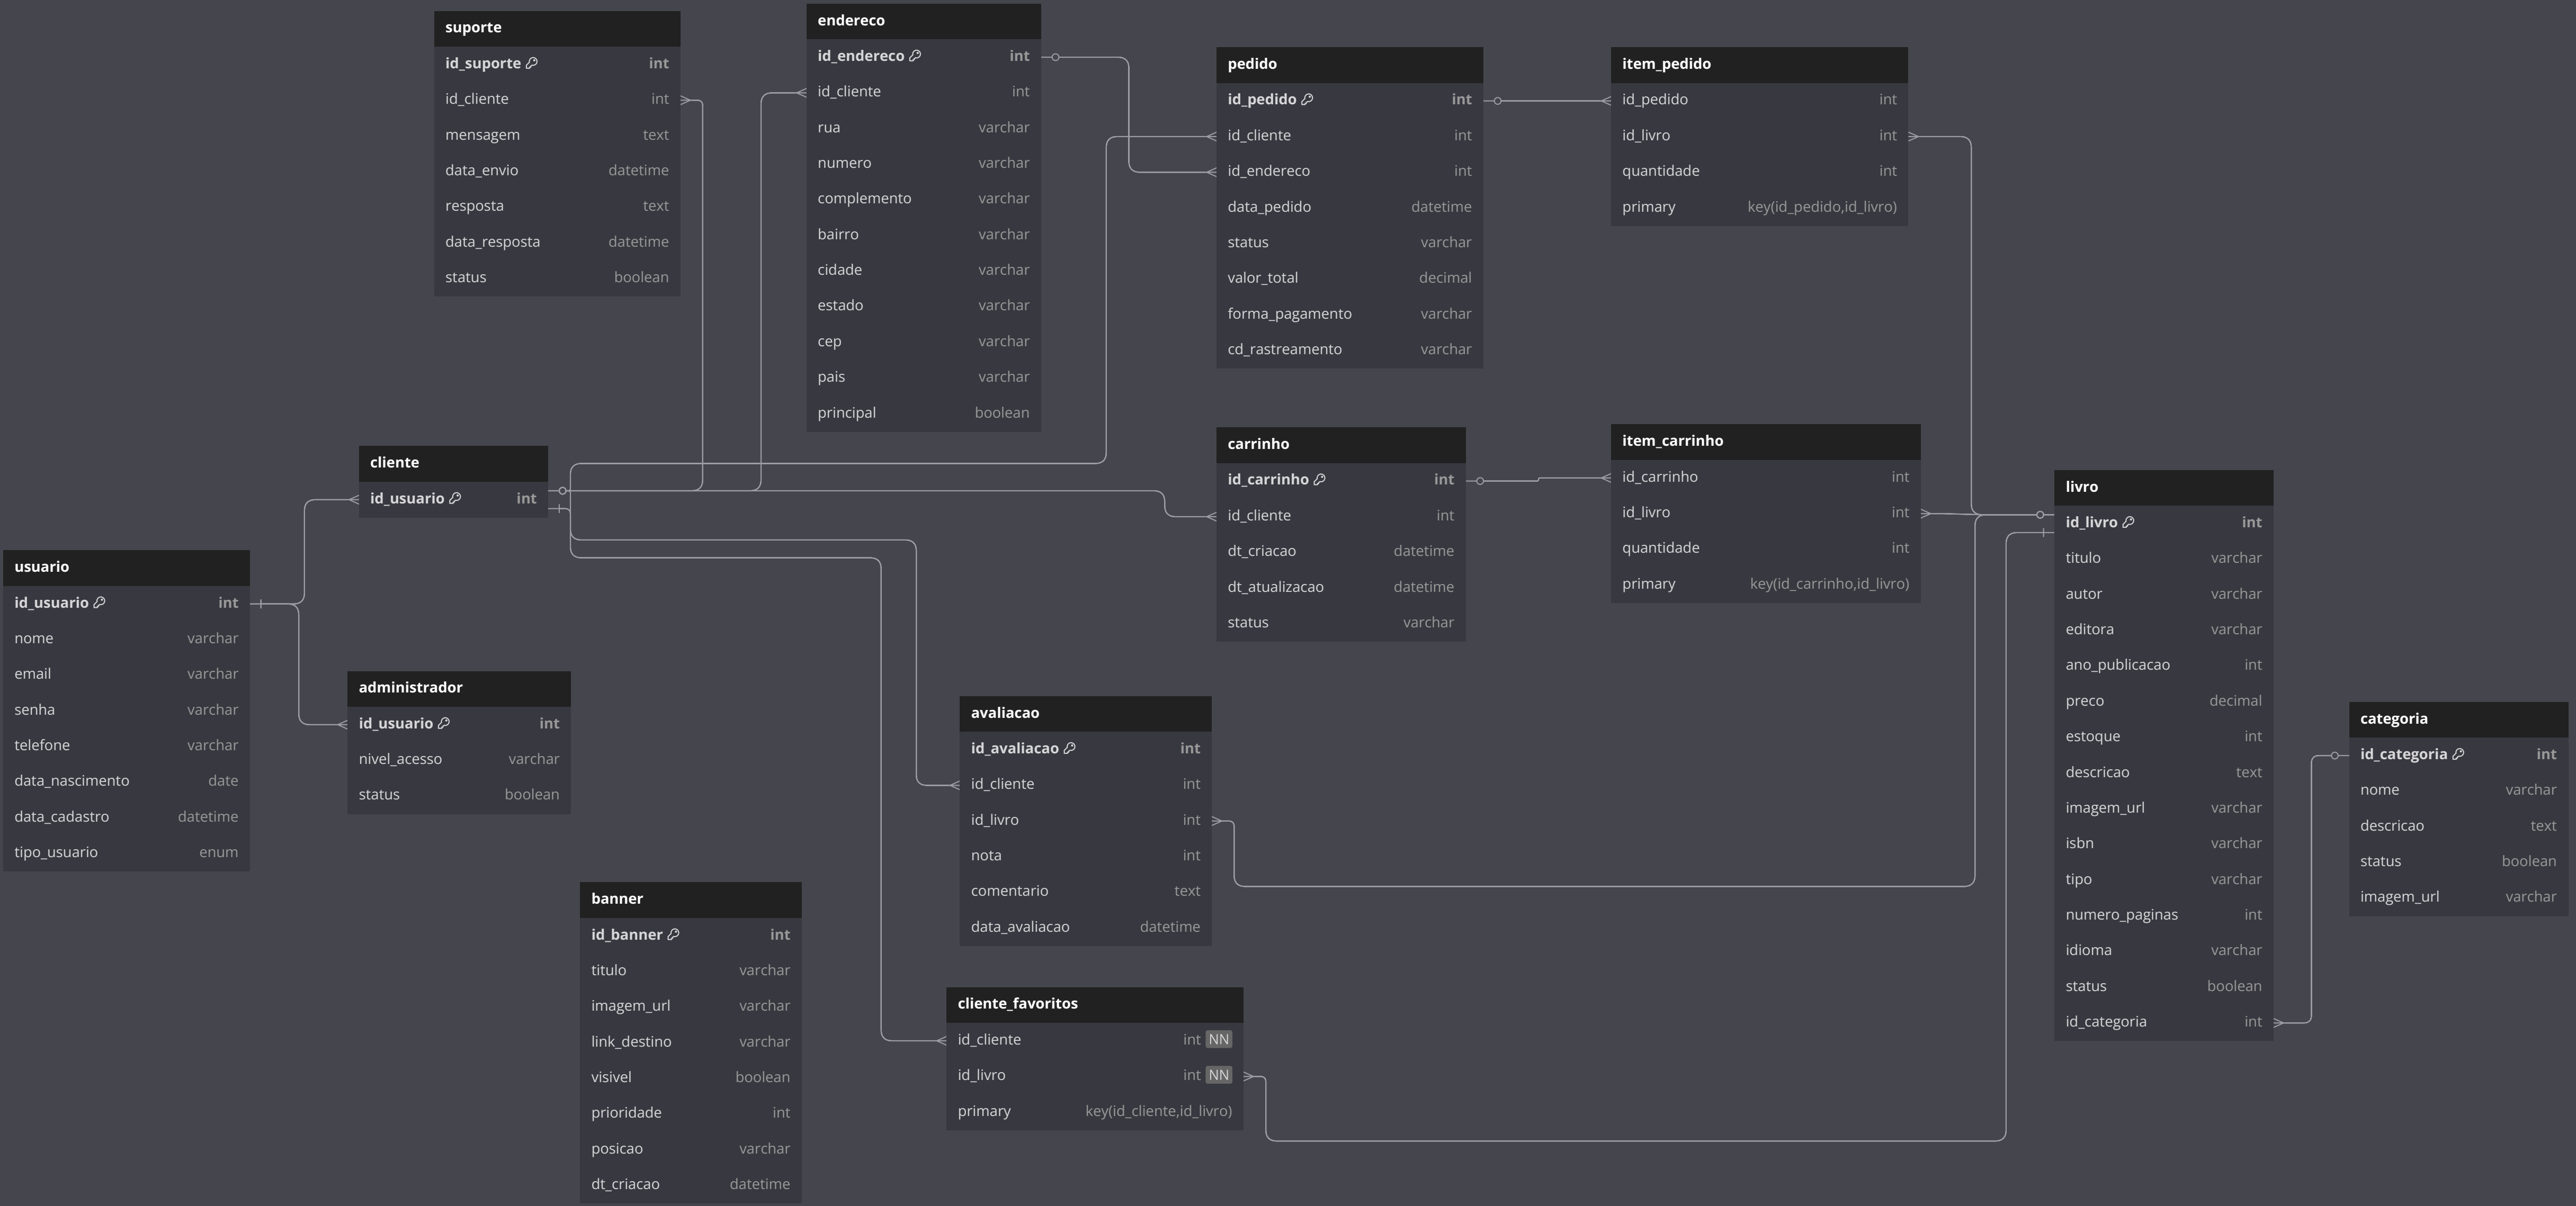 suporte
id_suporte int
id_cliente int
mensagem text
data_envio datetime
resposta text
data_resposta datetime
status boolean
endereco
id_endereco int
id_cliente int
rua varchar
numero varchar
complemento varchar
bairro varchar
cidade varchar
estado varchar
cep varchar
pais varchar
principal boolean
pedido
id_pedido int
id_cliente int
id_endereco int
data_pedido datetime
status varchar
valor_total decimal
forma_pagamento varchar
cd_rastreamento varchar
item_pedido
id_pedido int
id_livro int
quantidade int
primary key(id_pedido,id_livro)
cliente
id_usuario int
carrinho
id_carrinho int
id_cliente int
dt_criacao datetime
dt_atualizacao datetime
status varchar
item_carrinho
id_carrinho int
id_livro int
quantidade int
primary key(id_carrinho,id_livro)
livro
id_livro int
titulo varchar
autor varchar
editora varchar
ano_publicacao int
preco decimal
estoque int
descricao text
imagem_url varchar
isbn varchar
tipo varchar
numero_paginas int
idioma varchar
status boolean
id_categoria int
usuario
id_usuario int
nome varchar
email varchar
senha varchar
telefone varchar
data_nascimento date
data_cadastro datetime
tipo_usuario enum
administrador
id_usuario int
nivel_acesso varchar
status boolean
avaliacao
id_avaliacao int
id_cliente int
id_livro int
nota int
comentario text
data_avaliacao datetime
categoria
id_categoria int
nome varchar
descricao text
status boolean
imagem_url varchar
banner
id_banner int
titulo varchar
imagem_url varchar
link_destino varchar
visivel boolean
prioridade int
posicao varchar
dt_criacao datetime
cliente_favoritos
id_cliente int NN
id_livro int NN
primary key(id_cliente,id_livro)